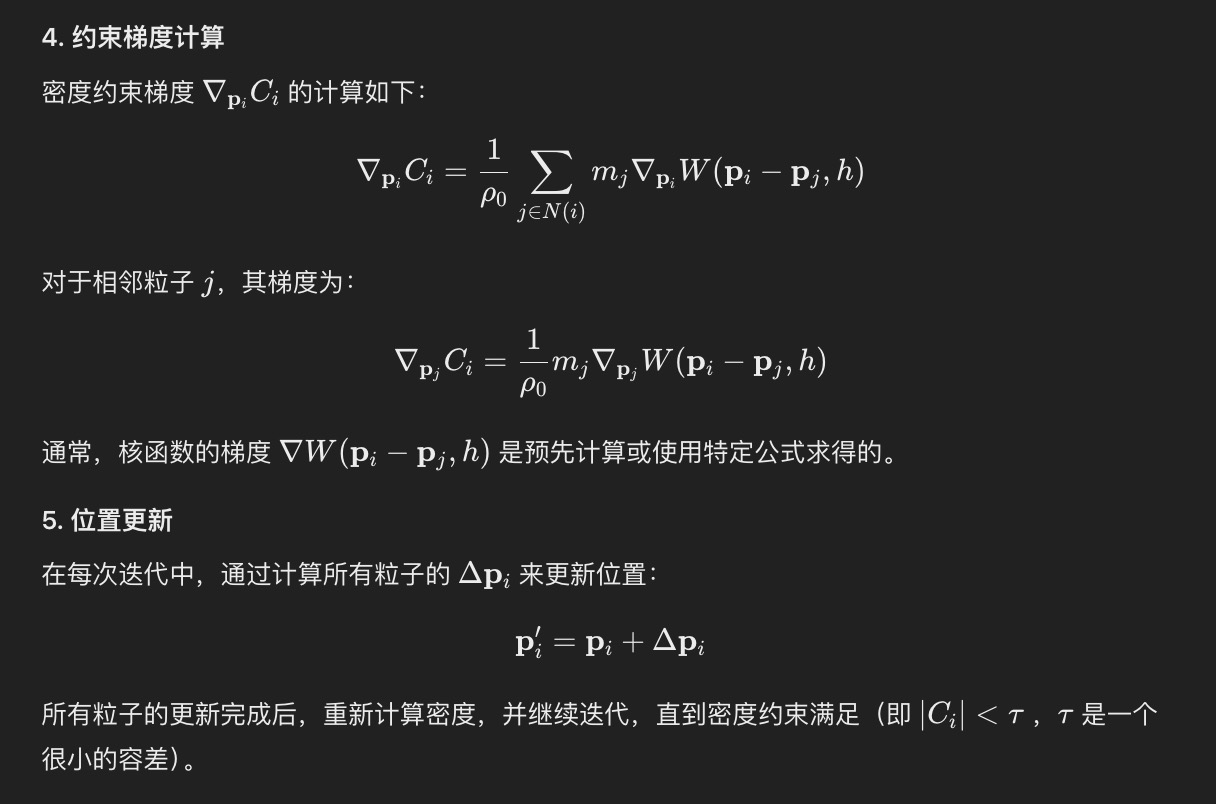 4. 约束梯度计算
密度约束梯度 $\nabla_{\mathbf{p}_i} C_i$ 的计算如下：
$$\nabla_{\mathbf{p}_i} C_i = \frac{1}{\rho_0} \sum_{j \in N(i)} m_j \nabla_{\mathbf{p}_i} W(\mathbf{p}_i - \mathbf{p}_j, h)$$
对于相邻粒子 $j$，其梯度为：
$$\nabla_{\mathbf{p}_j} C_i = \frac{1}{\rho_0} m_j \nabla_{\mathbf{p}_j} W(\mathbf{p}_i - \mathbf{p}_j, h)$$
通常，核函数的梯度 $\nabla W(\mathbf{p}_i - \mathbf{p}_j, h)$ 是预先计算或使用特定公式求得的。
5. 位置更新
在每次迭代中，通过计算所有粒子的 $\Delta \mathbf{p}_i$ 来更新位置：
$$\mathbf{p}_i' = \mathbf{p}_i + \Delta \mathbf{p}_i$$
所有粒子的更新完成后，重新计算密度，并继续迭代，直到密度约束满足（即 $|C_i| < \tau$ ，$\tau$ 是一个
很小的容差）。